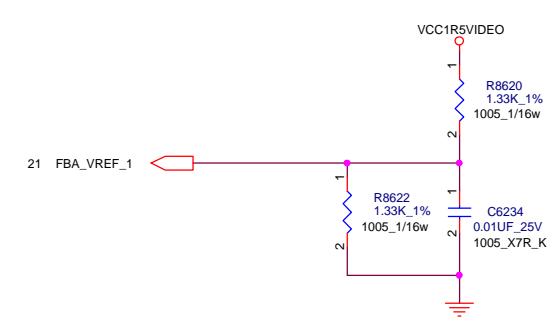 VCC1R5VIDEO
1
R8620
1.33K_1%
1005_1/16w
2
21 FBA_VREF_1
1
R8622
1.33K_1%
1005_1/16w
2
1
C6234
0.01UF_25V
1005_X7R_K
2